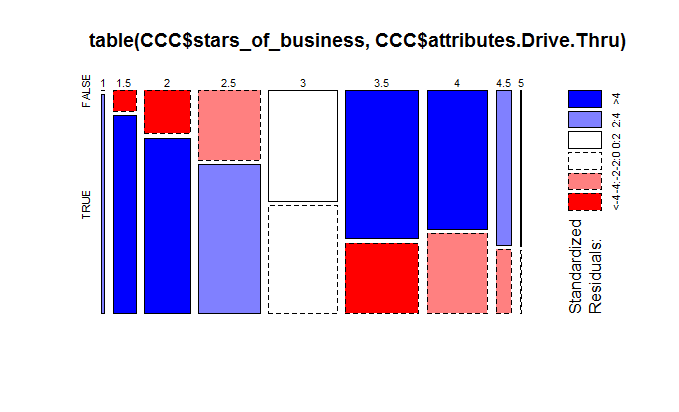 table(CCC$stars_of_business, CCC$attributes.Drive.Thru)
1 1.5 2 2.5 3 3.5 4 4.5 5
FALSE
TRUE
Standardized
Residuals:
<-4 -4:-2 -2:0 0:2 2:4 >4